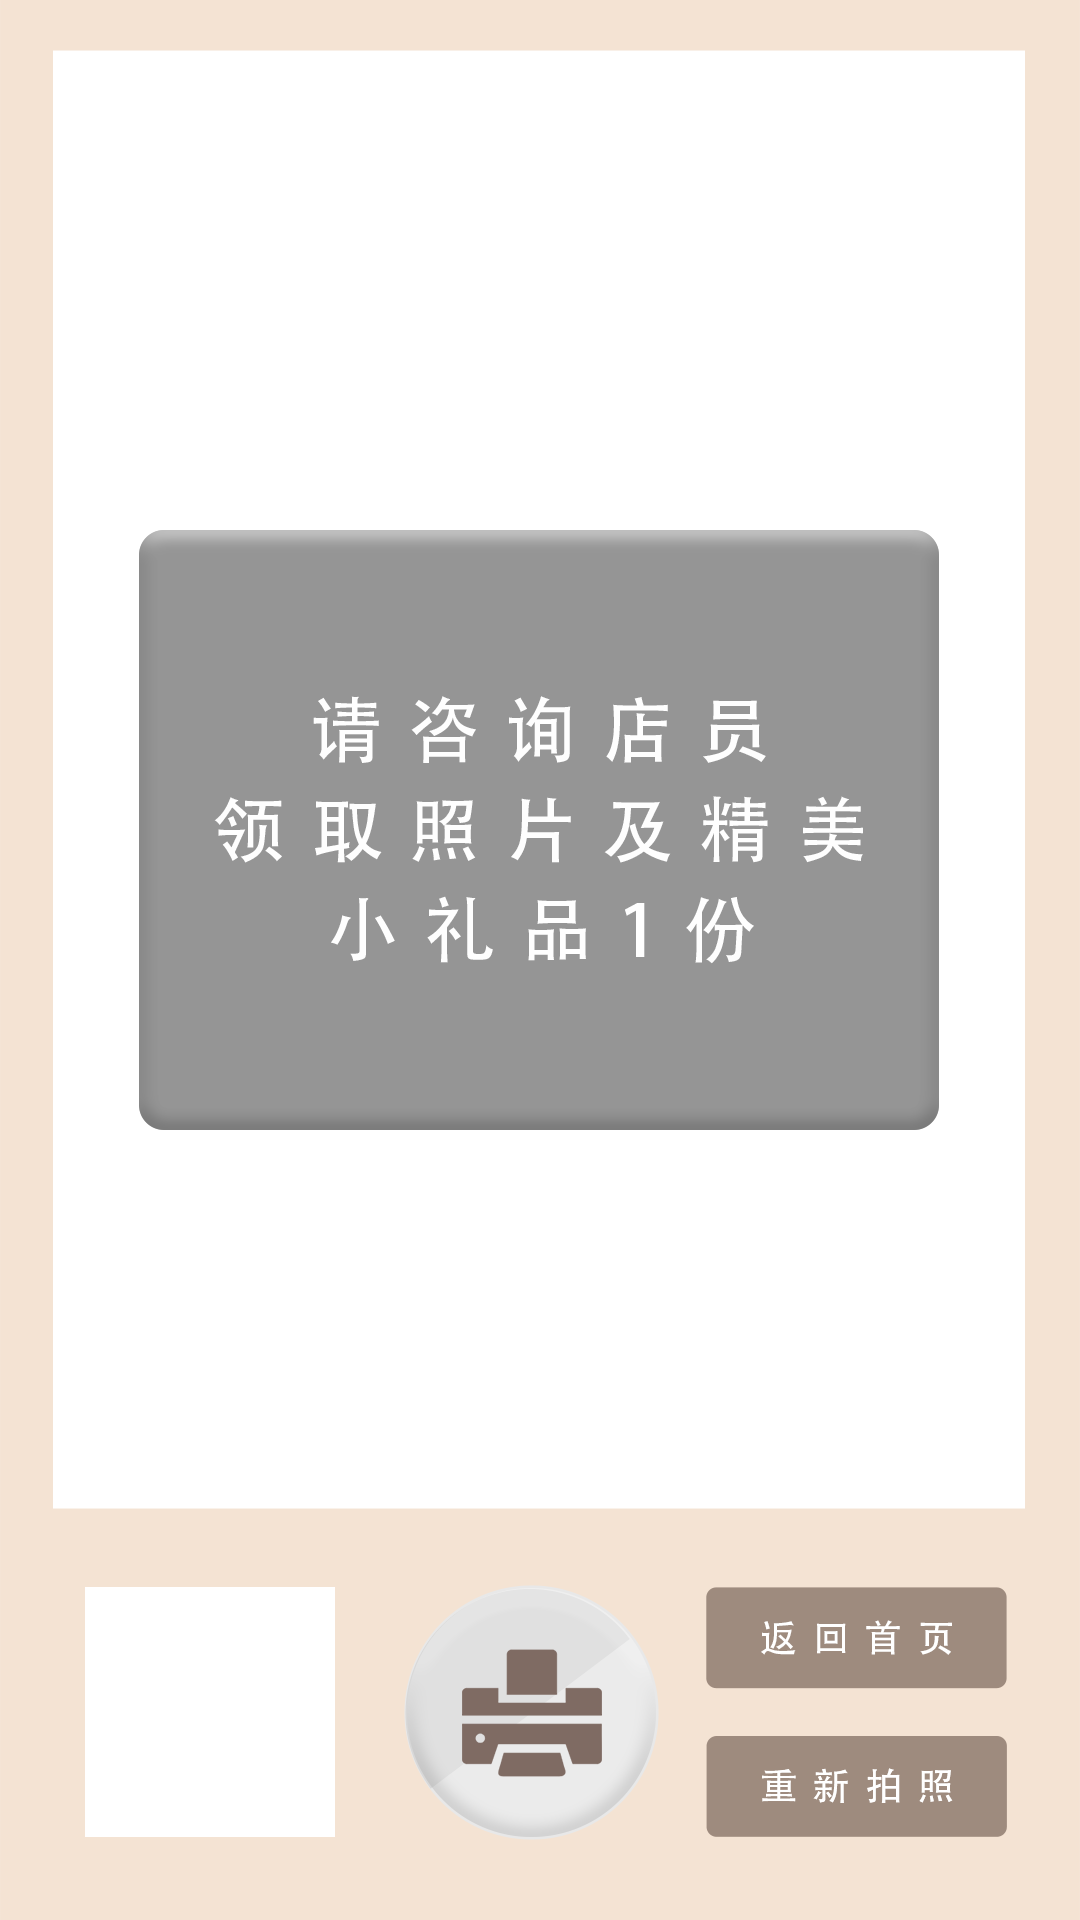 请咨询店员
领取照片及精美
小礼品1份
返回首页
重新拍照